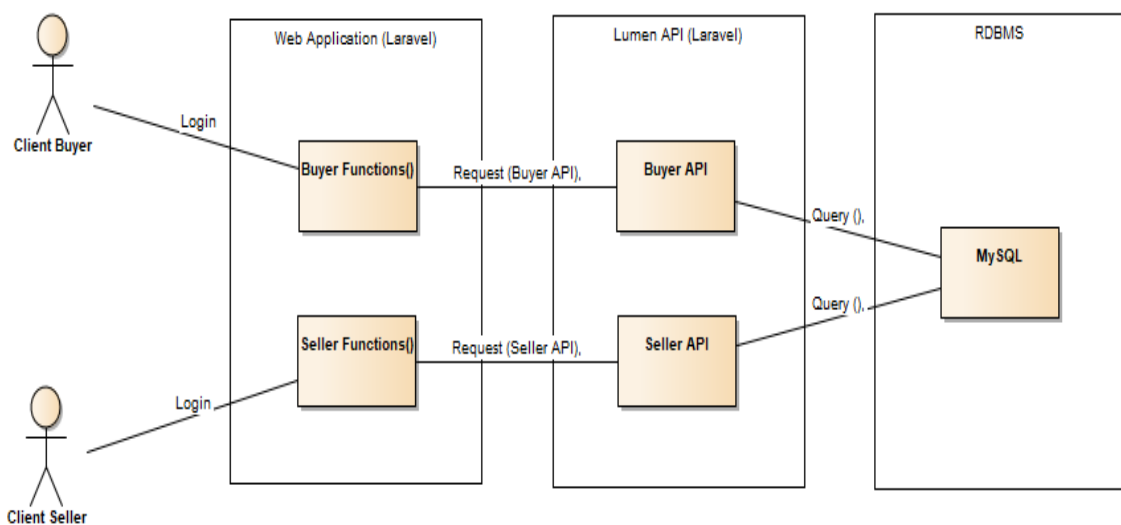 Web Application (Laravel)
Lumen API (Laravel)
RDBMS
Client Buyer
Login
Buyer Functions()
Request (Buyer API),
Buyer API
Query (),
MySQL
Query (),
Seller Functions()
Request (Seller API),
Seller API
Login
Client Seller